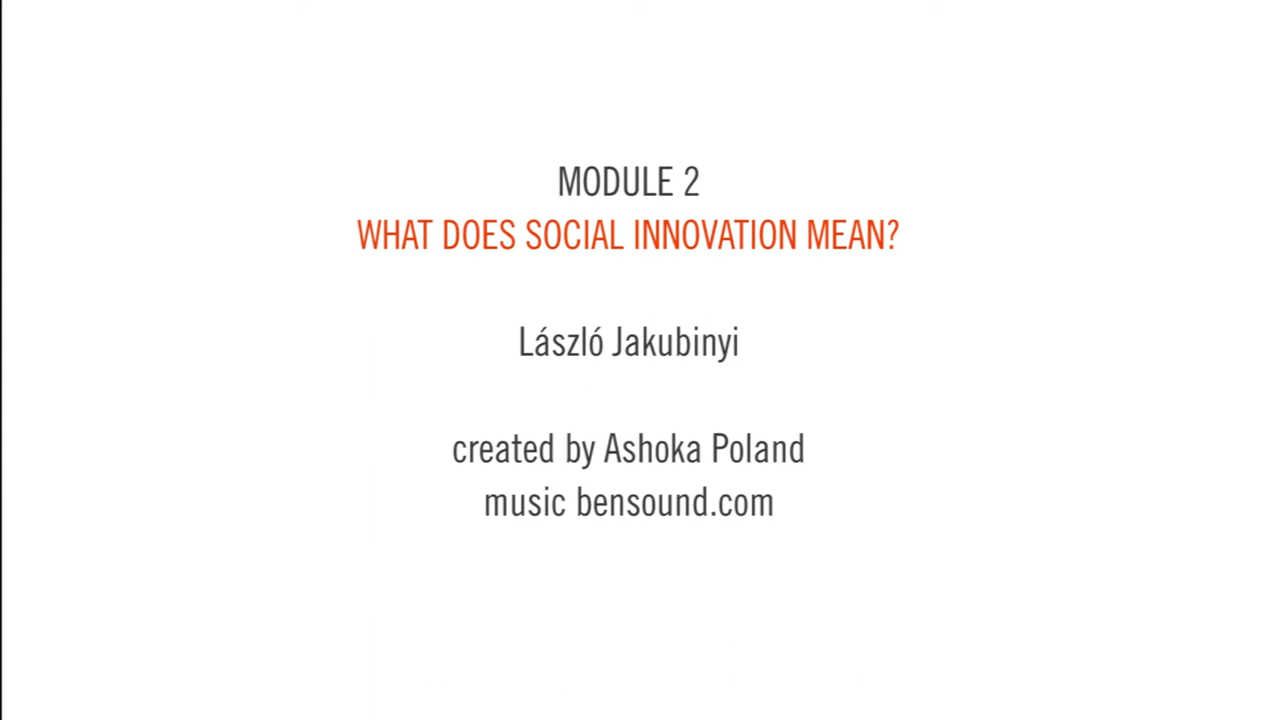 MODULE 2
WHAT DOES SOCIAL INNOVATION MEAN?
László Jakubinyi
created by Ashoka Poland
music bensound.com